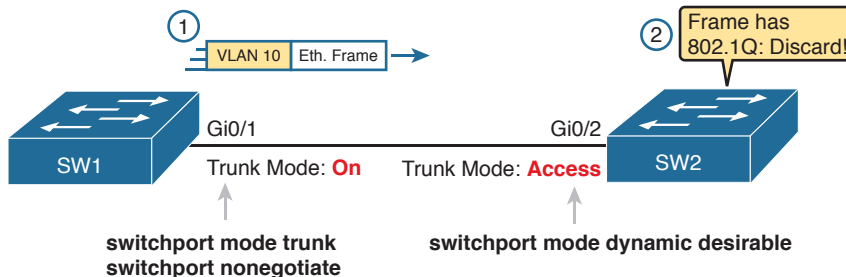 1
VLAN 10 Eth. Frame
2
Frame has
802.1Q: Discard!
SW1
Gi0/1
Gi0/2
SW2
Trunk Mode: On
Trunk Mode: Access
switchport mode trunk
switchport nonegotiate
switchport mode dynamic desirable